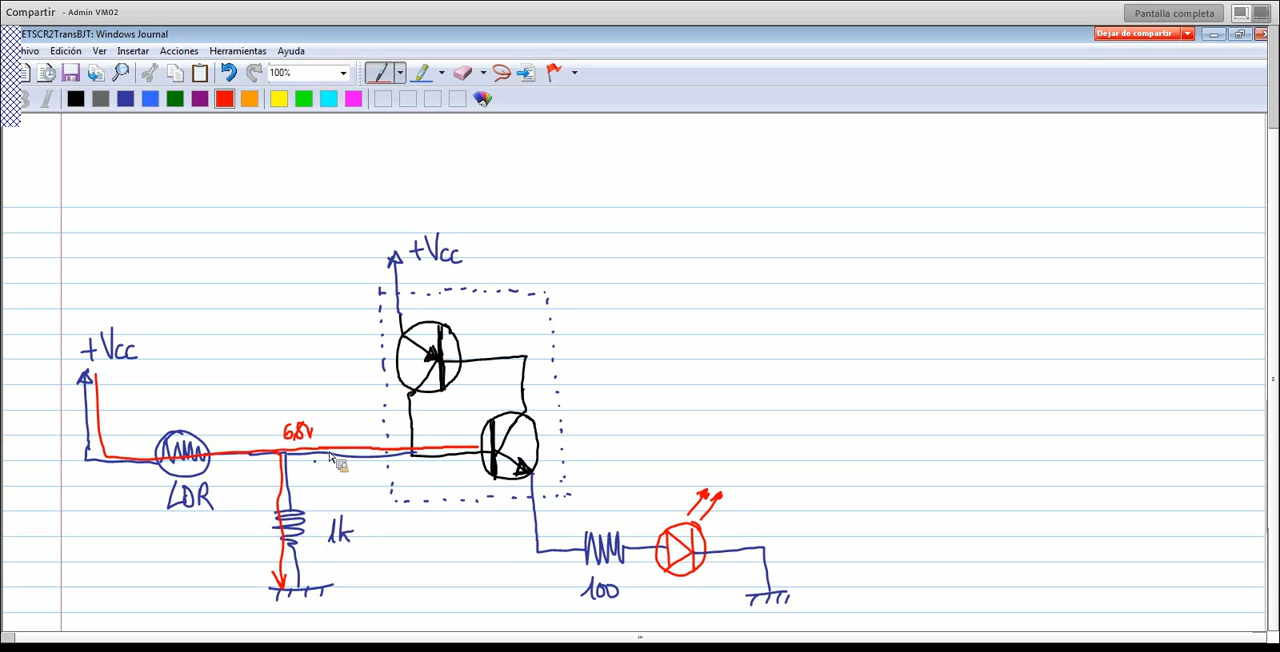 Compartir - Admin VM02
Pantalla completa
ETSCR2TransBJT: Windows Journal
Dejar de compartir
hivo Edición Ver Insertar Acciones Herramientas Ayuda
100%
+Vcc
+Vcc
6,8v
LDR
1k
100